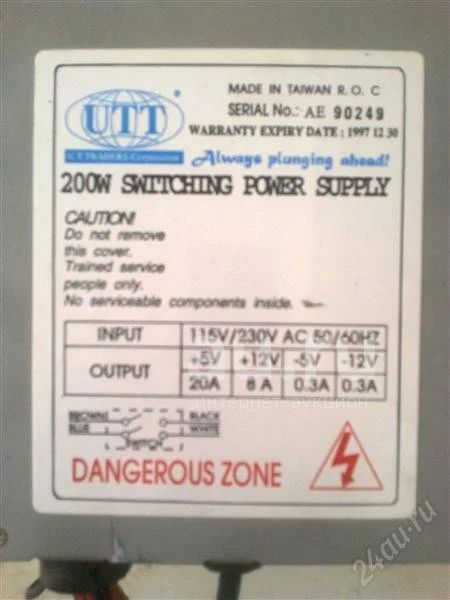 MADE IN TAIWAN R. O. C
SERIAL No.: AE 90249
WARRANTY EXPIRY DATE : 1997 12 30
UTT
U.T. TRADERS Corporation
Always plunging ahead!
200W SWITCHING POWER SUPPLY
CAUTION!
Do not remove
this cover.
Trained service
people only.
No serviceable components inside.
INPUT 115V/230V AC 50/60HZ
OUTPUT +5V +12V -5V -12V
20A 8A 0.3A 0.3A
интернет-аукцион
BROWN BLACK
BLUE WHITE
SWITCH
DANGEROUS ZONE
24au.ru